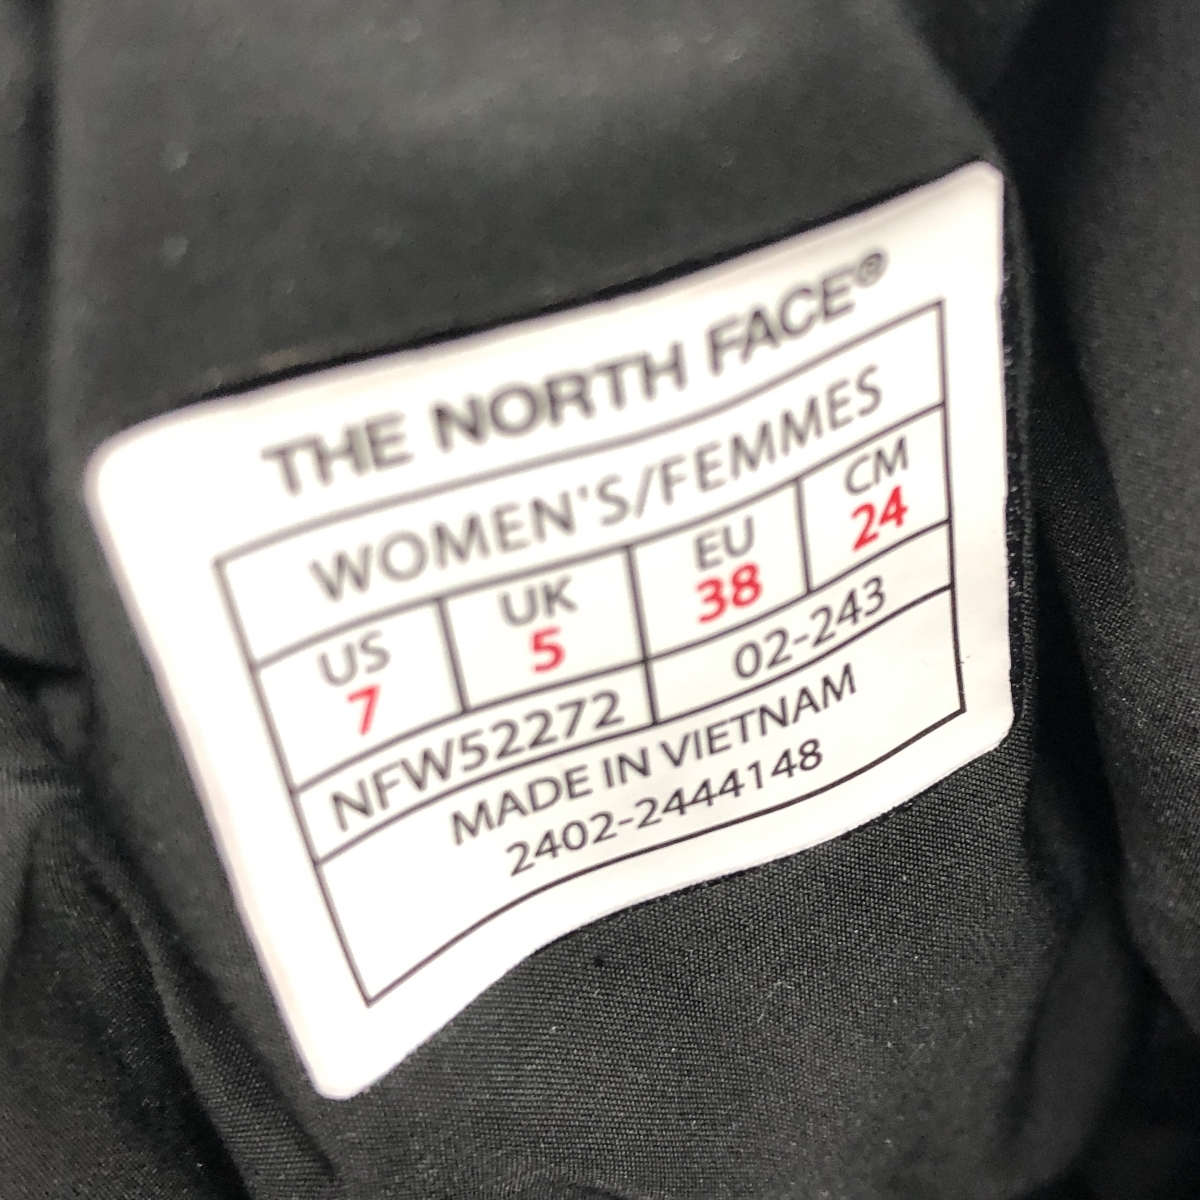 THE NORTH FACE®
WOMEN'S/FEMMES
US UK EU CM
7 5 38 24
NFW52272 02-243
MADE IN VIETNAM
2402-2444148